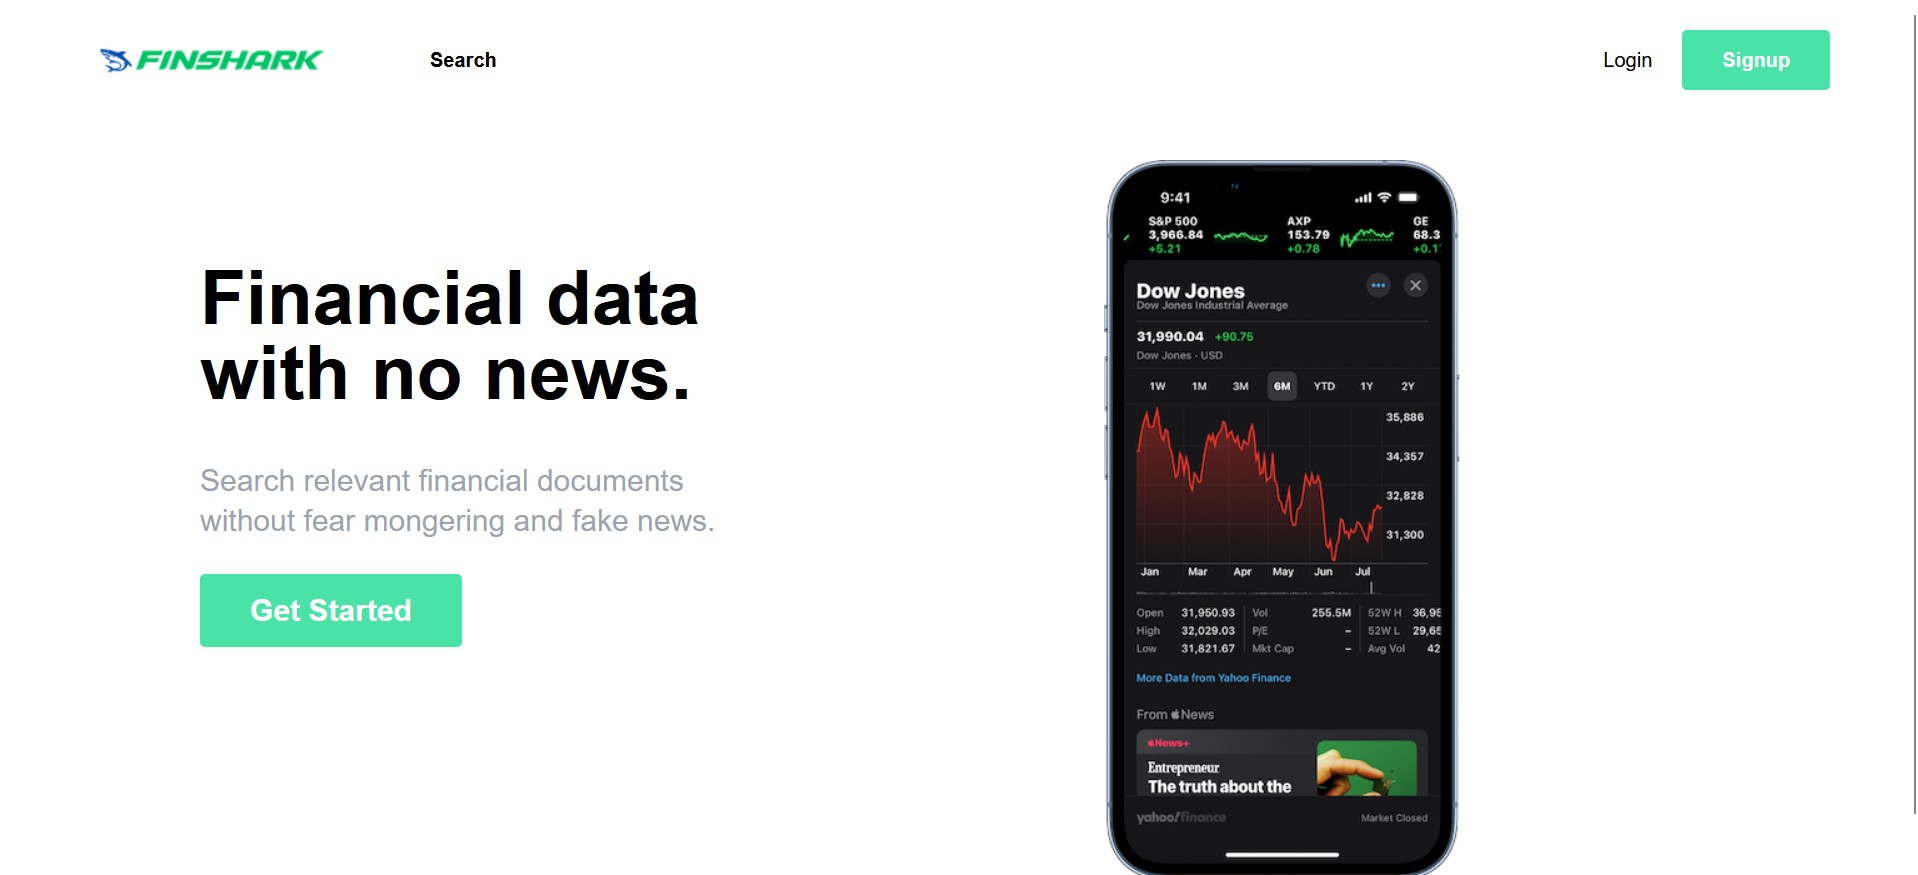 FINSHARK
Search
Login
Signup
Financial data
with no news.
Search relevant financial documents
without fear mongering and fake news.
Get Started
9:41
S&P 500 AXP GE
3,966.84 153.79 68.3
+5.21 +0.78 +0.1
Dow Jones
Dow Jones Industrial Average
31,990.04 +90.75
Dow Jones · USD
1W 1M 3M 6M YTD 1Y 2Y
35,886
34,357
32,828
31,300
Jan Mar Apr May Jun Jul
Open 31,950.93 Vol 255.5M 52W H 36,95
High 32,029.03 P/E – 52W L 29,65
Low 31,821.67 Mkt Cap – Avg Vol 42
More Data from Yahoo Finance
From News
News+
Entrepreneur
The truth about the
yahoo!finance
Market Closed